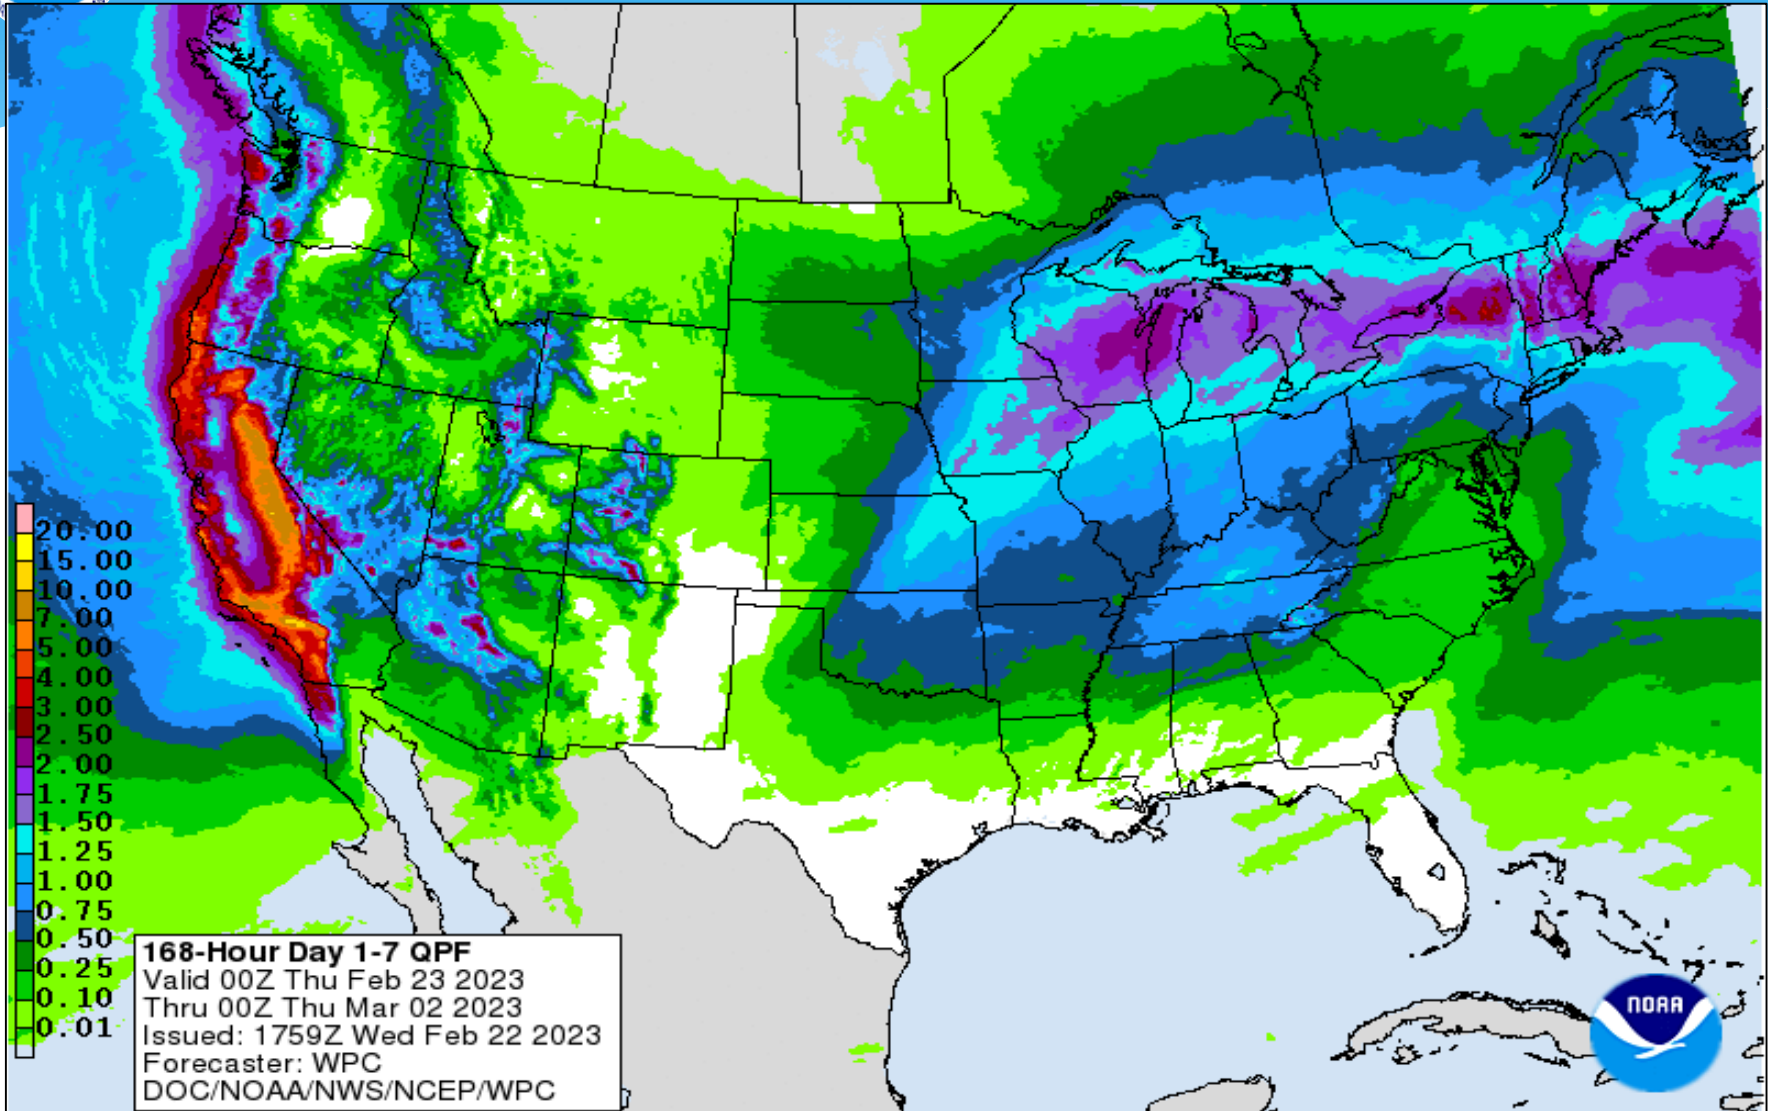 20.00
15.00
10.00
7.00
5.00
4.00
3.00
2.50
2.00
1.75
1.50
1.25
1.00
0.75
0.50
0.25
0.10
0.01
168-Hour Day 1-7 QPF
Valid 00Z Thu Feb 23 2023
Thru 00Z Thu Mar 02 2023
Issued: 1759Z Wed Feb 22 2023
Forecaster: WPC
DOC/NOAA/NWS/NCEP/WPC
NOAA